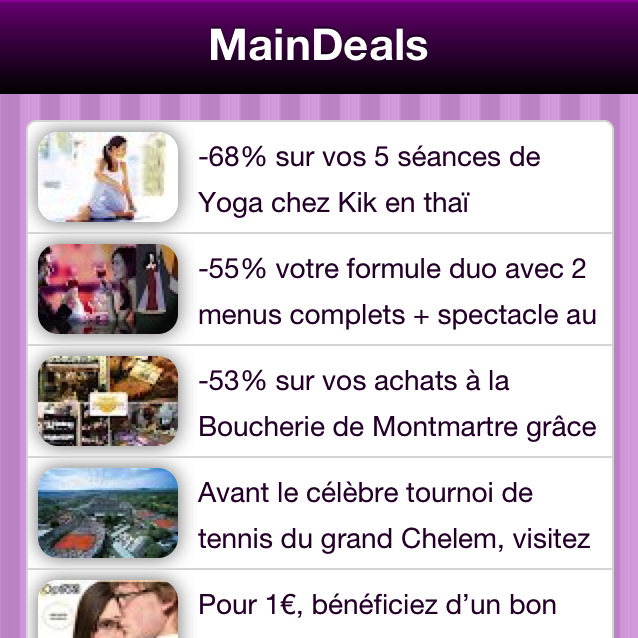 MainDeals
-68% sur vos 5 séances de
Yoga chez Kik en thaï
-55% votre formule duo avec 2
menus complets + spectacle au
-53% sur vos achats à la
Boucherie de Montmartre grâce
Avant le célèbre tournoi de
tennis du grand Chelem, visitez
Pour 1€, bénéficiez d’un bon